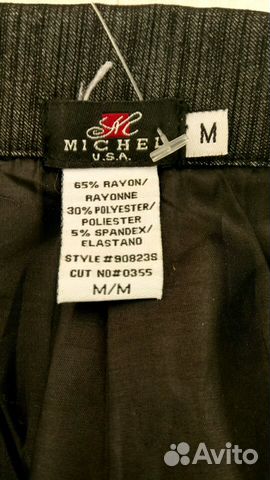 M
MICHEL
U.S.A.
M
65% RAYON/
RAYONNE
30% POLYESTER/
POLIESTER
5% SPANDEX/
ELASTANO
STYLE #90823S
CUT NO#0355
M/M
Avito